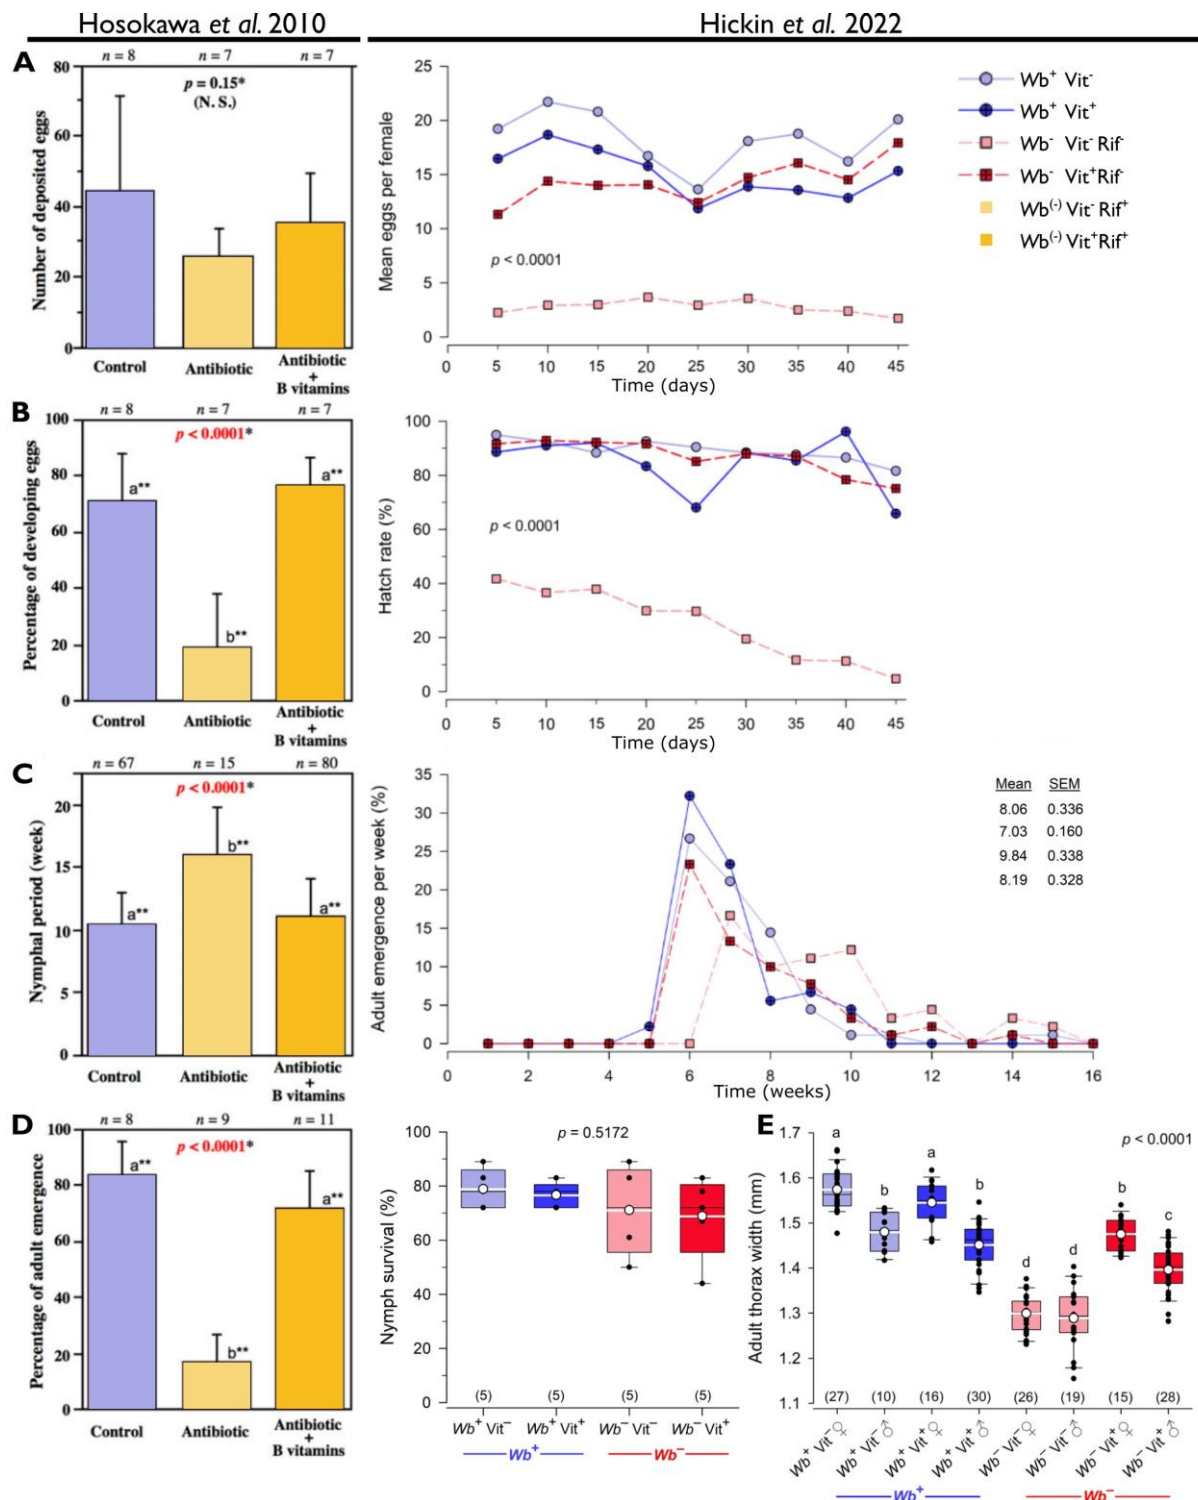 Hosokawa et al. 2010
Hickin et al. 2022
A
n = 8
n = 7
n = 7
p = 0.15*
(N. S.)
Number of deposited eggs
80
60
40
20
0
Control
Antibiotic
Antibiotic
+
B vitamins
Mean eggs per female
25
20
15
10
5
0
p < 0.0001
0 5 10 15 20 25 30 35 40 45
Time (days)
Wb+ Vit-
Wb+ Vit+
Wb- Vit- Rif-
Wb- Vit+Rif-
Wb(-) Vit- Rif+
Wb(-) Vit+Rif+
B
n = 8
n = 7
n = 7
p < 0.0001*
Percentage of developing eggs
100
80
60
40
20
0
a**
b**
a**
Control
Antibiotic
Antibiotic
+
B vitamins
Hatch rate (%)
100
80
60
40
20
0
p < 0.0001
0 5 10 15 20 25 30 35 40 45
Time (days)
C
n = 67
n = 15
n = 80
p < 0.0001*
Nymphal period (week)
20
15
10
5
0
a**
b**
a**
Control
Antibiotic
Antibiotic
+
B vitamins
Adult emergence per week (%)
35
30
25
20
15
10
5
0
Mean SEM
8.06 0.336
7.03 0.160
9.84 0.338
8.19 0.328
0 2 4 6 8 10 12 14 16
Time (weeks)
D
n = 8
n = 9
n = 11
p < 0.0001*
Percentage of adult emergence
100
80
60
40
20
0
a**
b**
a**
Control
Antibiotic
Antibiotic
+
B vitamins
Nymph survival (%)
100
80
60
40
20
0
p = 0.5172
(5) (5) (5) (5)
Wb+ Vit− Wb+ Vit+ Wb− Vit− Wb− Vit+
Wb+ Wb−
E
Adult thorax width (mm)
1.7
1.6
1.5
1.4
1.3
1.2
1.1
p < 0.0001
a b a b d d b c
(27) (10) (16) (30) (26) (19) (15) (28)
Wb+ Vit−♀ Wb+ Vit−♂ Wb+ Vit+♀ Wb+ Vit+♂ Wb− Vit−♀ Wb− Vit−♂ Wb− Vit+♀ Wb− Vit+♂
Wb+ Wb−